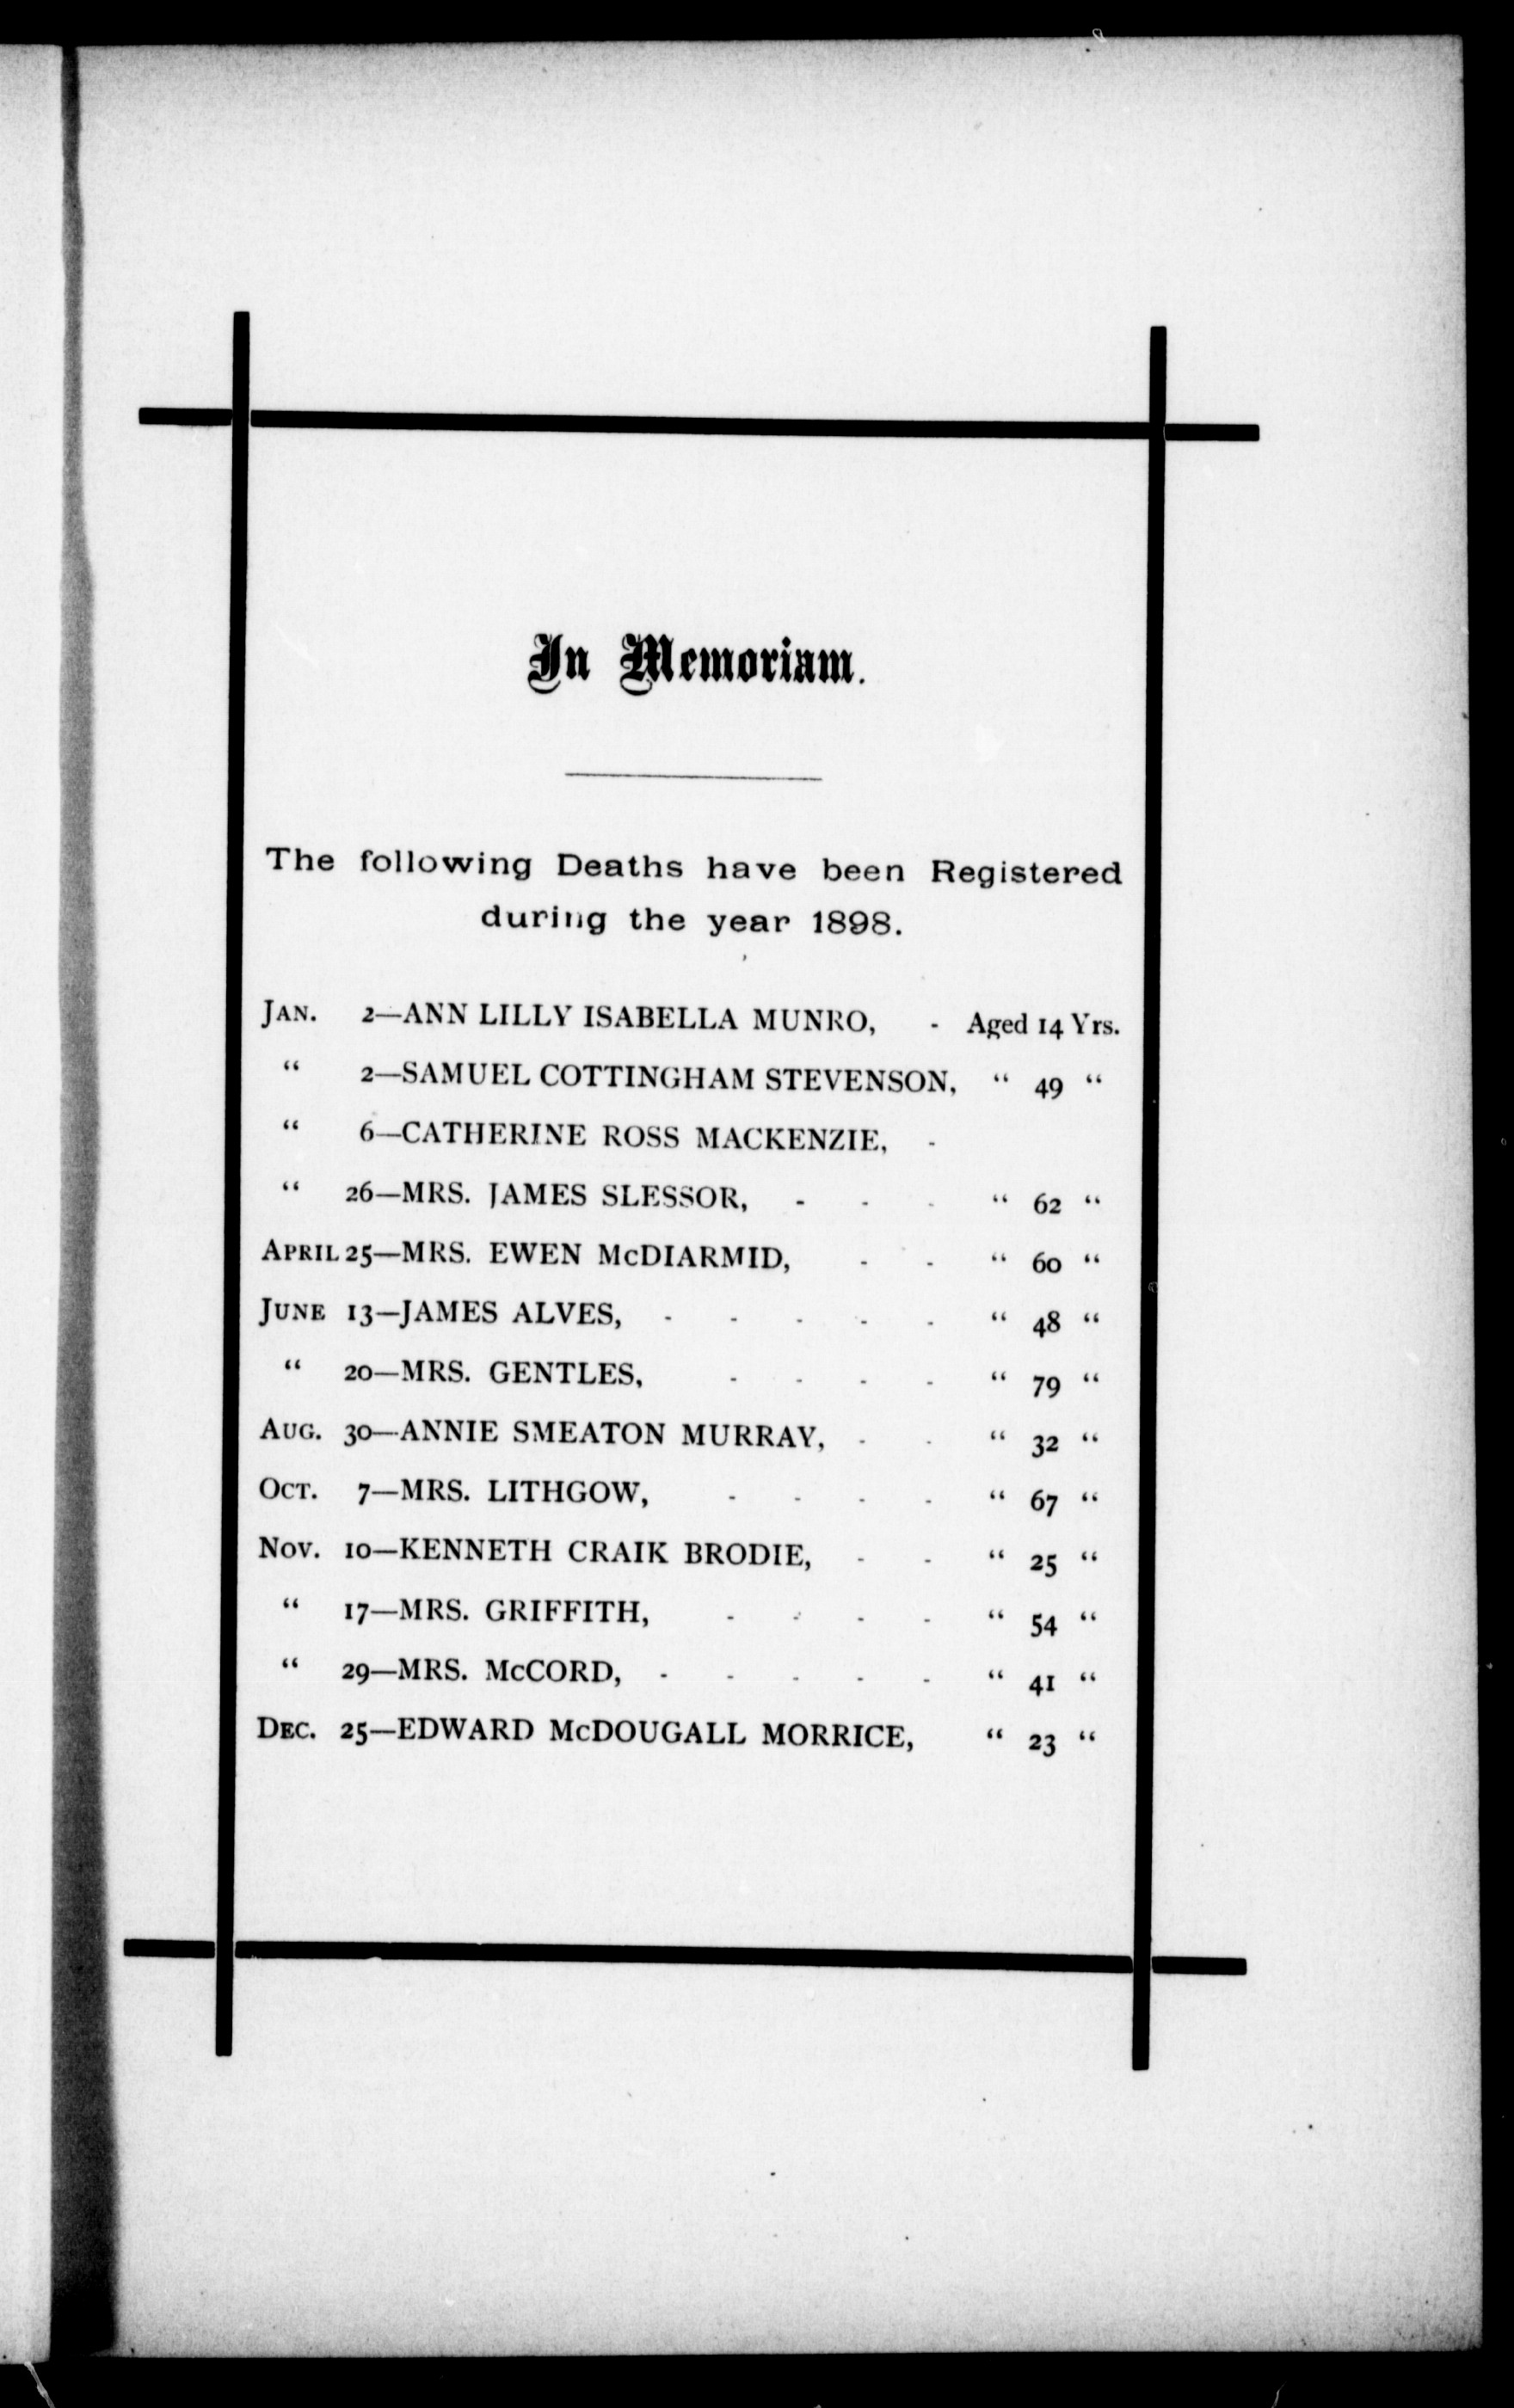 In Memoriam.
The following Deaths have been Registered
during the year 1898.
JAN. 2—ANN LILLY ISABELLA MUNRO, - Aged 14 Yrs.
“ 2—SAMUEL COTTINGHAM STEVENSON, “ 49 “
“ 6—CATHERINE ROSS MACKENZIE, -
“ 26—MRS. JAMES SLESSOR, - - - “ 62 “
APRIL 25—MRS. EWEN McDIARMID, - - “ 60 “
JUNE 13—JAMES ALVES, - - - - - “ 48 “
“ 20—MRS. GENTLES, - - - - “ 79 “
AUG. 30—ANNIE SMEATON MURRAY, - - “ 32 “
OCT. 7—MRS. LITHGOW, - - - - “ 67 “
NOV. 10—KENNETH CRAIK BRODIE, - - “ 25 “
“ 17—MRS. GRIFFITH, - - - - “ 54 “
“ 29—MRS. McCORD, - - - - - “ 41 “
DEC. 25—EDWARD McDOUGALL MORRICE, “ 23 “